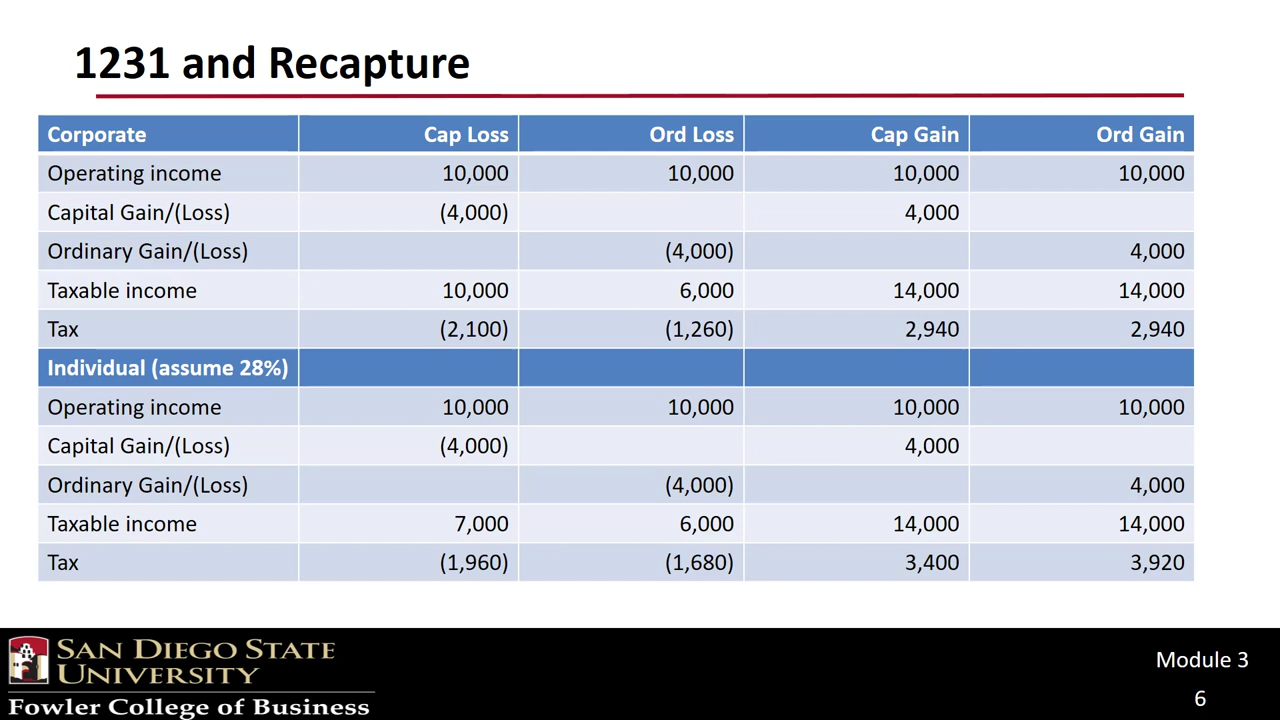 1231 and Recapture
Corporate Cap Loss Ord Loss Cap Gain Ord Gain
Operating income 10,000 10,000 10,000 10,000
Capital Gain/(Loss) (4,000) 4,000
Ordinary Gain/(Loss) (4,000) 4,000
Taxable income 10,000 6,000 14,000 14,000
Tax (2,100) (1,260) 2,940 2,940
Individual (assume 28%)
Operating income 10,000 10,000 10,000 10,000
Capital Gain/(Loss) (4,000) 4,000
Ordinary Gain/(Loss) (4,000) 4,000
Taxable income 7,000 6,000 14,000 14,000
Tax (1,960) (1,680) 3,400 3,920
SAN DIEGO STATE
UNIVERSITY
Fowler College of Business
Module 3
6